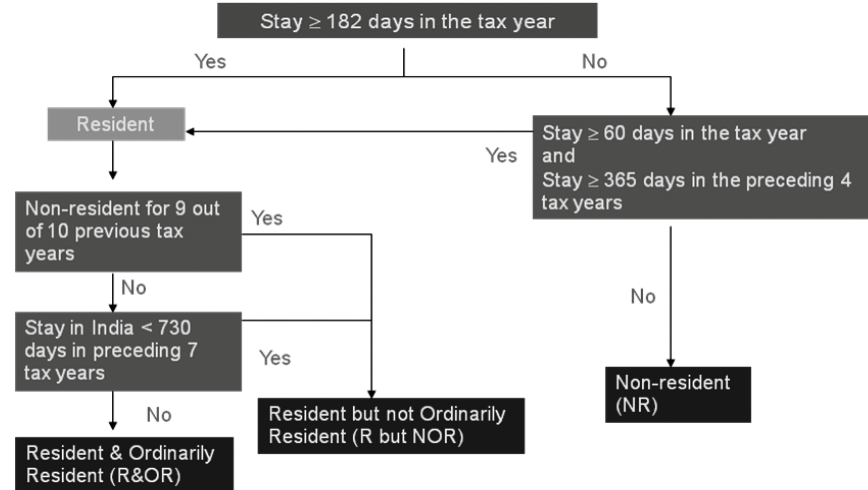 Stay ≥ 182 days in the tax year
Yes
No
Resident
Yes
Stay ≥ 60 days in the tax year
and
Stay ≥ 365 days in the preceding 4
tax years
Non-resident for 9 out
of 10 previous tax
years
Yes
No
No
Stay in India < 730
days in preceding 7
tax years
Yes
No
Resident & Ordinarily
Resident (R&OR)
Resident but not Ordinarily
Resident (R but NOR)
Non-resident
(NR)